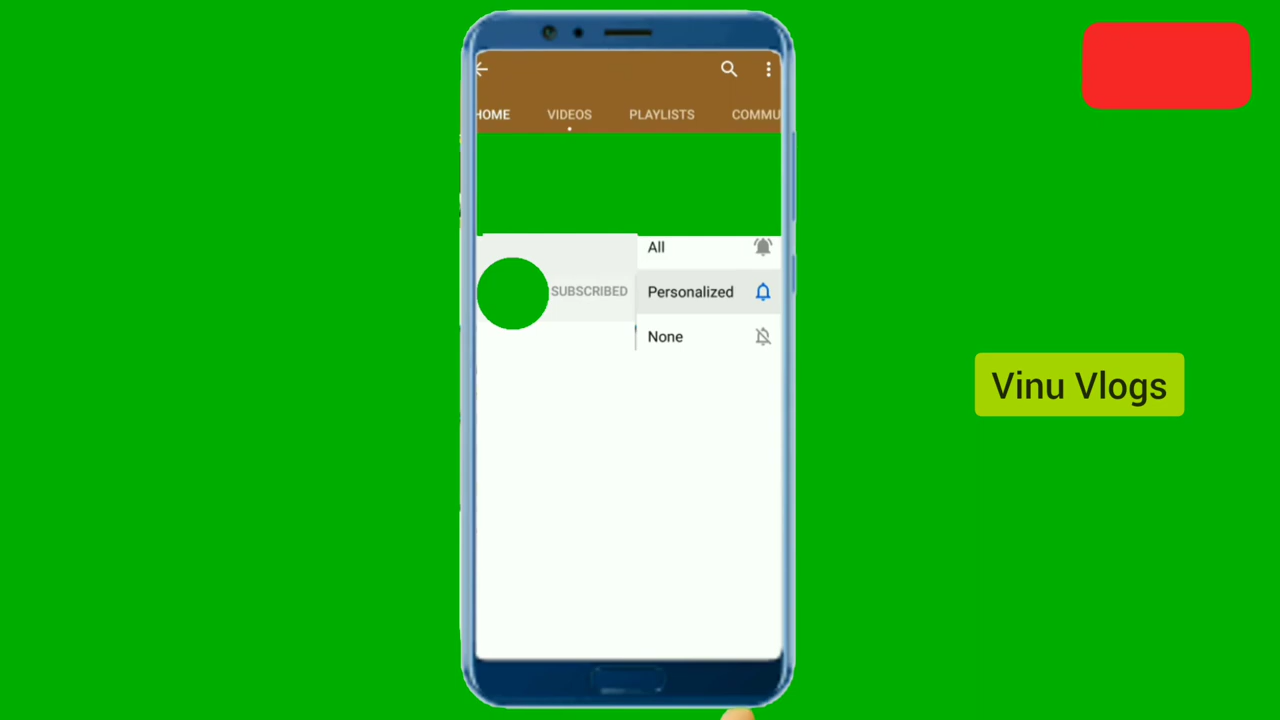 HOME VIDEOS PLAYLISTS COMMU
All
SUBSCRIBED
Personalized
None
Vinu Vlogs